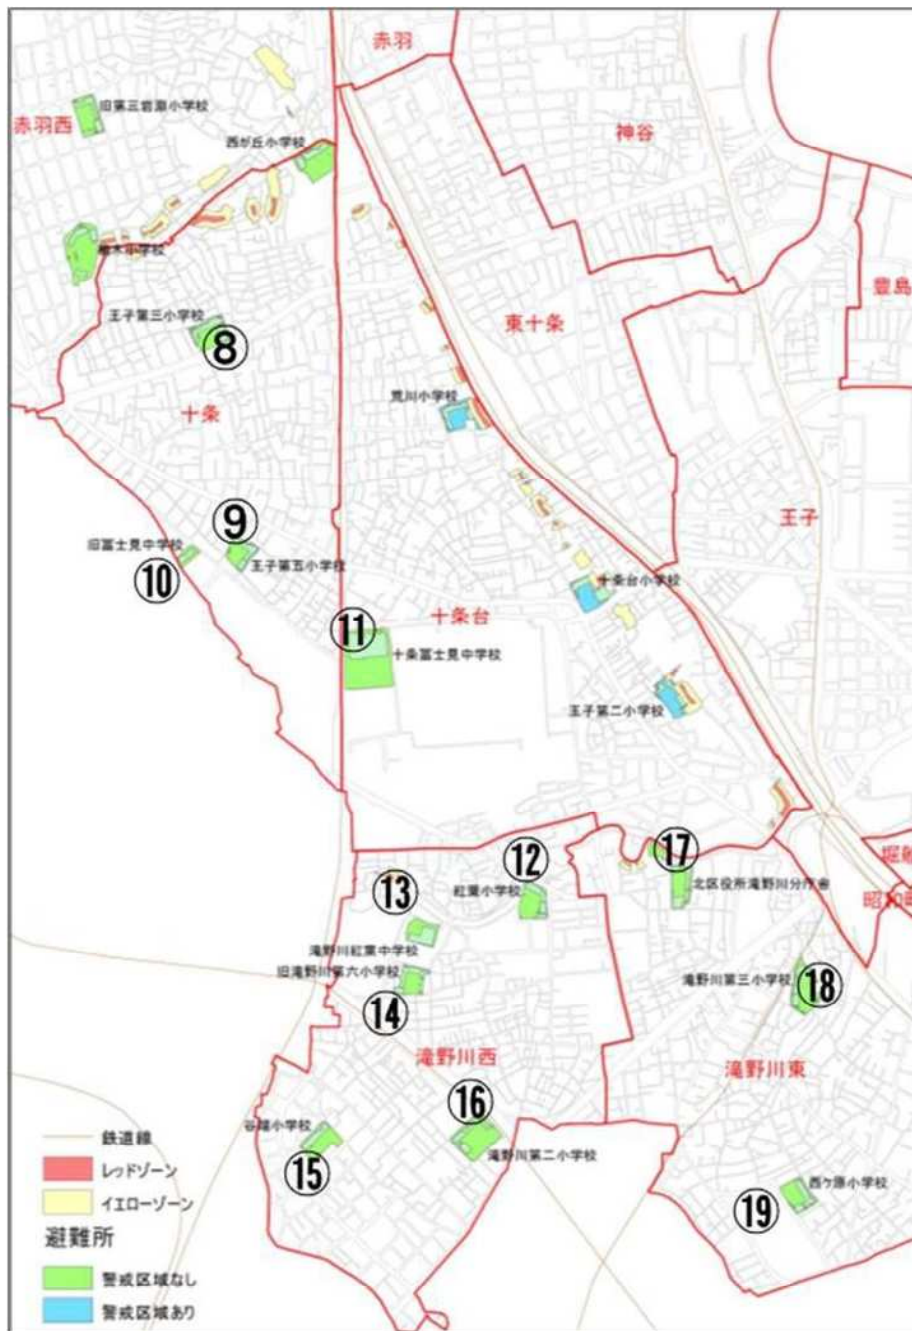 赤羽
旧第三岩淵小学校
赤羽西
神谷
西が丘小学校
豊島
王子第三小学校
⑧
東十条
荒川小学校
十条
王子
⑨
旧富士見中学校
王子第五小学校
⑩
十条台小学校
十条台
⑪
十条富士見中学校
王子第二小学校
⑰
⑫
⑬
紅葉小学校
北区役所滝野川分庁舎
昭和町
滝野川紅葉中学校
旧滝野川第六小学校
⑭
滝野川第三小学校
⑱
滝野川西
滝野川東
⑯
谷端小学校
滝野川第二小学校
⑮
西ケ原小学校
⑲
鉄道線
レッドゾーン
イエローゾーン
避難所
警戒区域なし
警戒区域あり